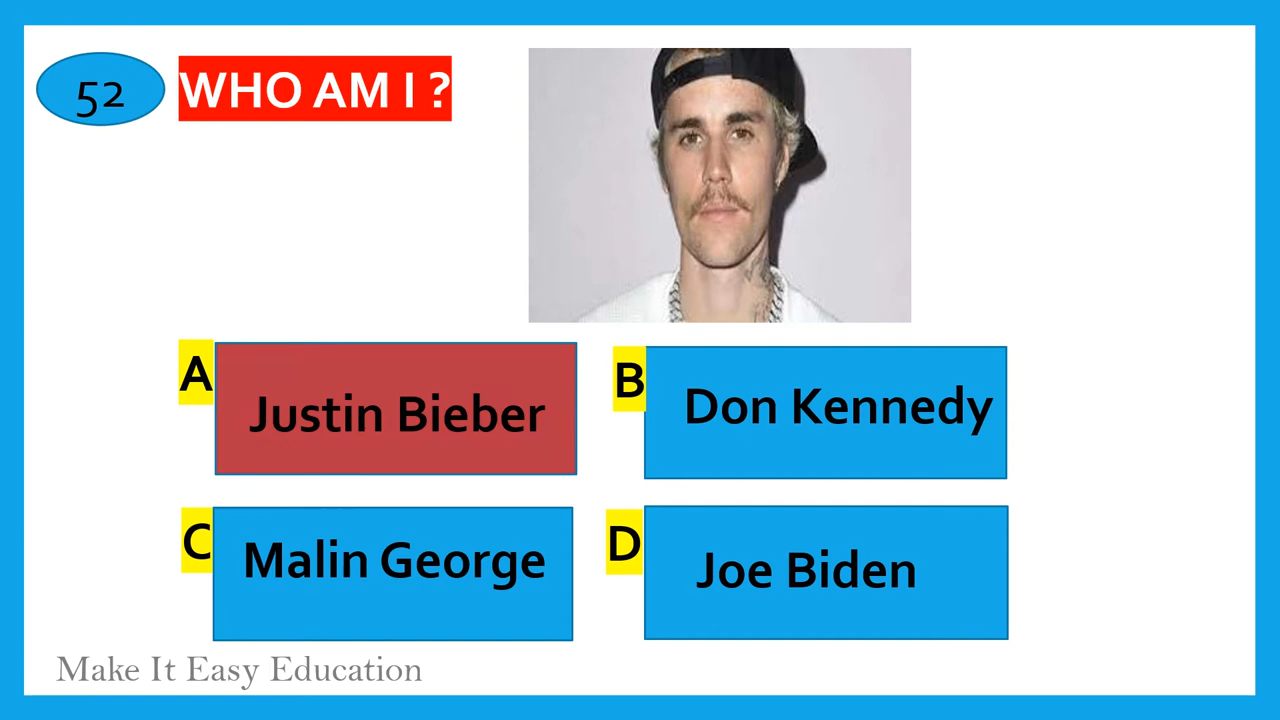 52
WHO AM I ?
A
Justin Bieber
B
Don Kennedy
C
Malin George
D
Joe Biden
Make It Easy Education